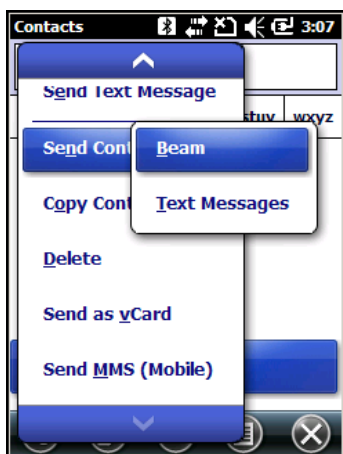 Contacts 3:07
Send Text Message
stuv wxyz
Send Cont
Beam
Copy Cont
Text Messages
Delete
Send as vCard
Send MMS (Mobile)